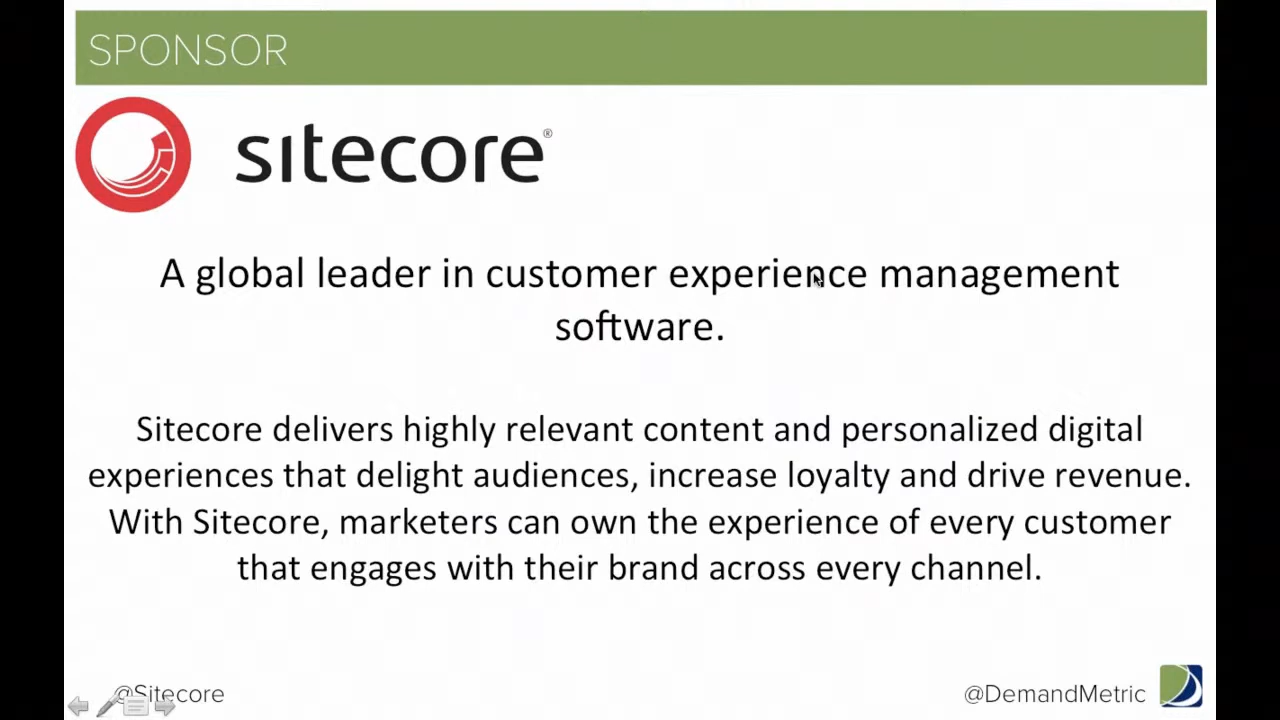 SPONSOR
sitecore®
A global leader in customer experience management
software.
Sitecore delivers highly relevant content and personalized digital
experiences that delight audiences, increase loyalty and drive revenue.
With Sitecore, marketers can own the experience of every customer
that engages with their brand across every channel.
@Sitecore
@DemandMetric